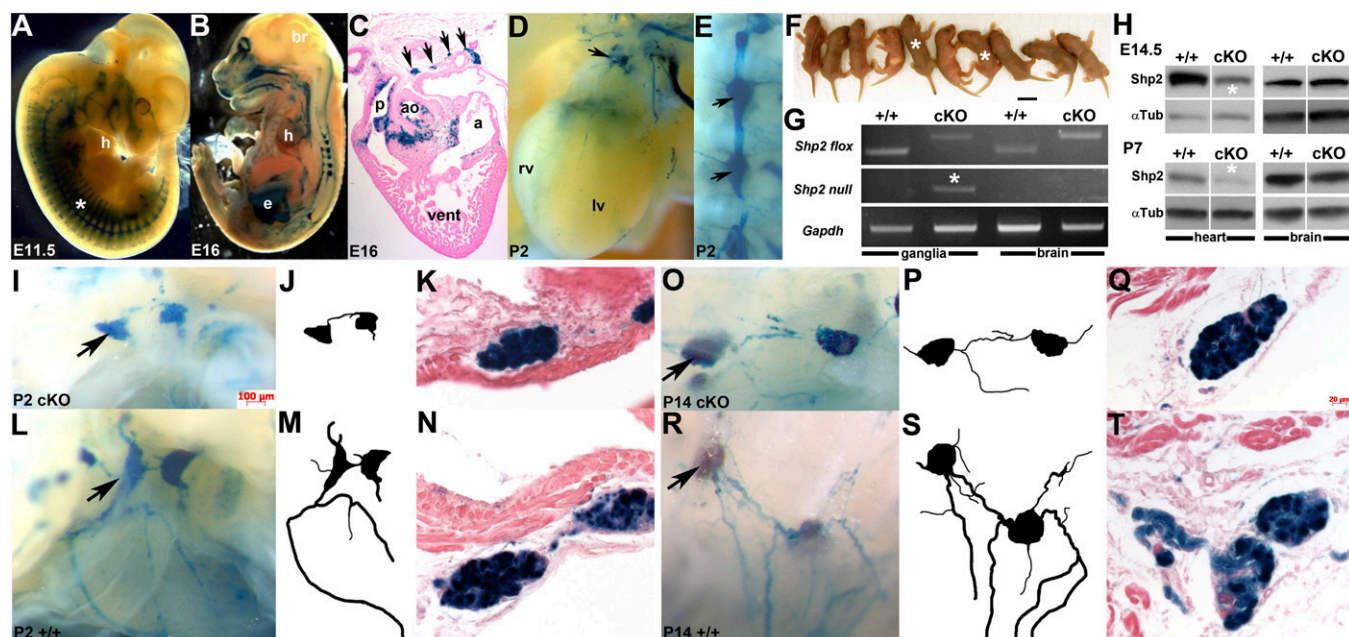 A
h
*
E11.5
B
br
h
e
E16
C
p
ao
a
vent
E16
D
rv
lv
P2
E
P2
F
*
*
G
+/+ cKO +/+ cKO
Shp2 flox
Shp2 null
*
Gapdh
ganglia brain
H
E14.5
+/+ cKO +/+ cKO
Shp2
*
αTub
P7
+/+ cKO +/+ cKO
Shp2
*
αTub
heart brain
I
P2 cKO
100 µm
J
K
O
P14 cKO
P
Q
20 µm
L
P2 +/+
M
N
R
P14 +/+
S
T